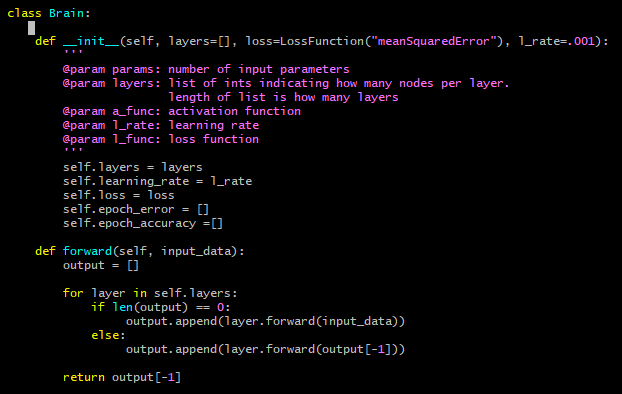 class Brain:
    def __init__(self, layers=[], loss=LossFunction("meanSquaredError"), l_rate=.001):
        '''
        @param params: number of input parameters
        @param layers: list of ints indicating how many nodes per layer.
                       length of list is how many layers
        @param a_func: activation function
        @param l_rate: learning rate
        @param l_func: loss function
        '''
        self.layers = layers
        self.learning_rate = l_rate
        self.loss = loss
        self.epoch_error = []
        self.epoch_accuracy =[]
    def forward(self, input_data):
        output = []
        for layer in self.layers:
            if len(output) == 0:
                 output.append(layer.forward(input_data))
            else:
                 output.append(layer.forward(output[-1]))
        return output[-1]